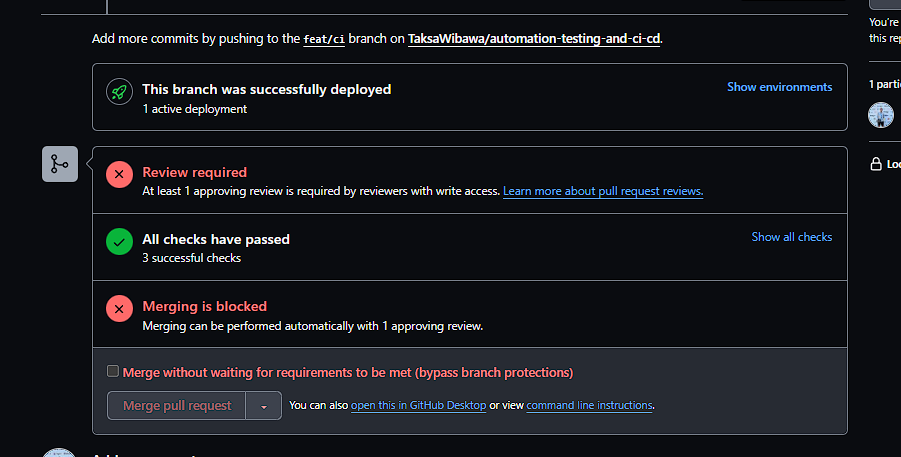 You're
Add more commits by pushing to the feat/ci branch on TaksaWibawa/automation-testing-and-ci-cd.
this rep
This branch was successfully deployed
Show environments
1 active deployment
1 parti
Review required
At least 1 approving review is required by reviewers with write access. Learn more about pull request reviews.
Loc
All checks have passed
Show all checks
3 successful checks
Merging is blocked
Merging can be performed automatically with 1 approving review.
Merge without waiting for requirements to be met (bypass branch protections)
Merge pull request
You can also open this in GitHub Desktop or view command line instructions.